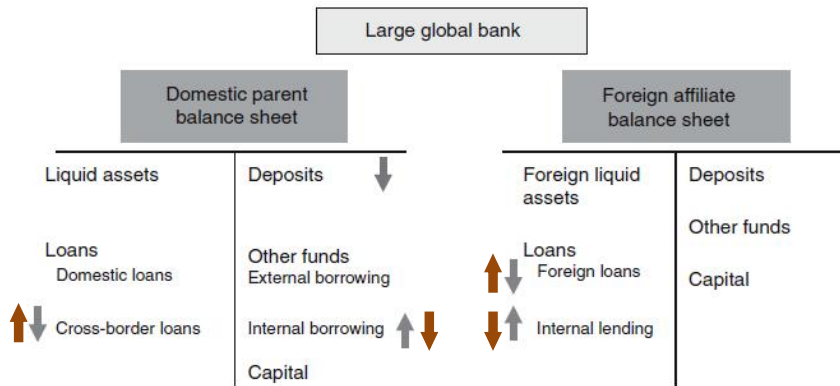 Large global bank
Domestic parent
balance sheet
Foreign affiliate
balance sheet
Liquid assets
Deposits
Loans
Domestic loans
Other funds
External borrowing
Cross-border loans
Internal borrowing
Capital
Foreign liquid
assets
Deposits
Other funds
Loans
Foreign loans
Capital
Internal lending